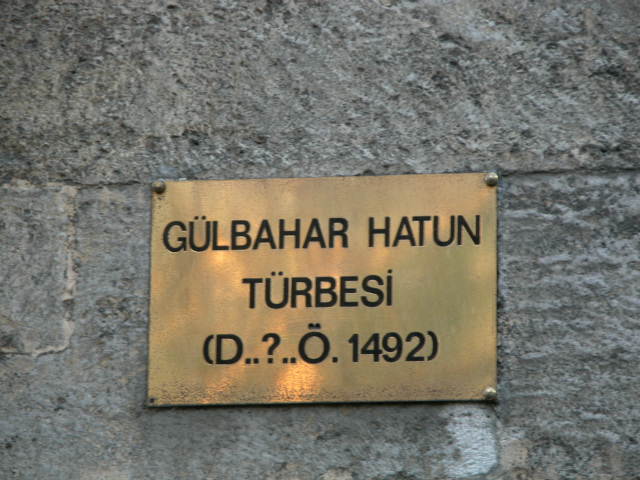 GÜLBAHAR HATUN
TÜRBESİ
(D..?..Ö. 1492)